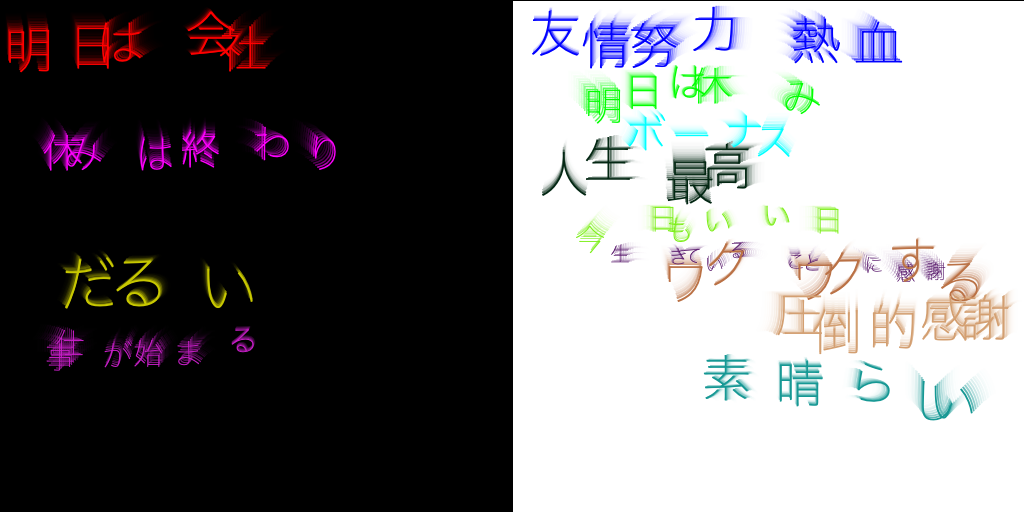 明日は会社
休みは終わり
だるい
仕事が始まる
友情努力熱血
明日は休み
ボーナス
人生最高
今日もいい日
生きていることに感謝
ワクワクする
圧倒的感謝
素晴らしい